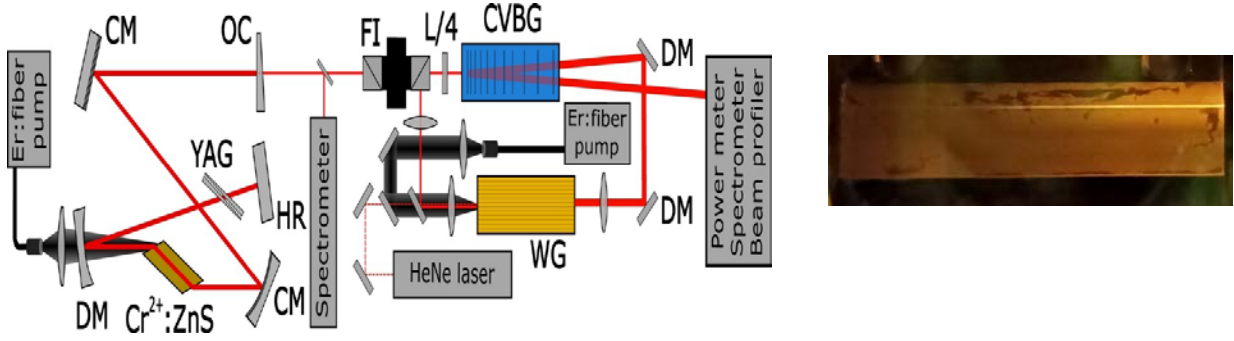 CM
OC
FI
L/4
CVBG
DM
Er:fiber
pump
YAG
HR
Spectrometer
Er:fiber
pump
DM
WG
HeNe laser
Power meter
Spectrometer
Beam profiler
DM
Cr²⁺:ZnS
CM